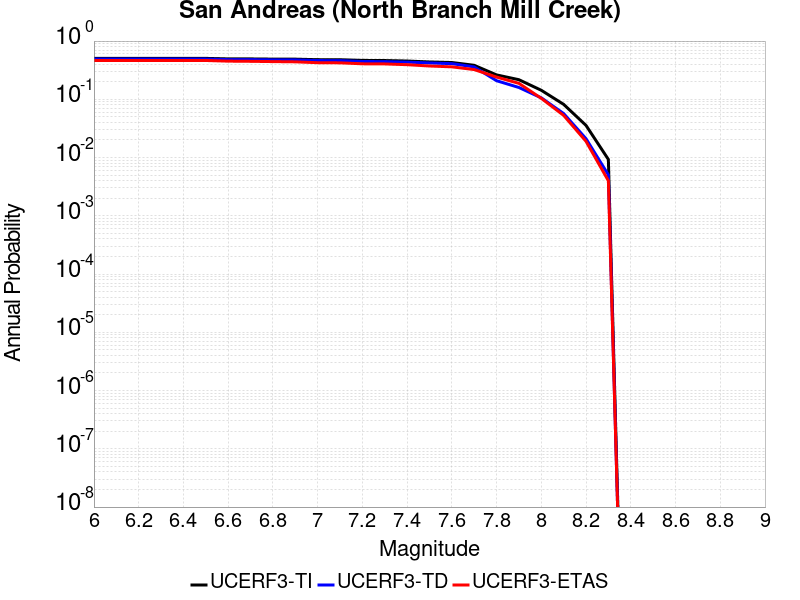 San Andreas (North Branch Mill Creek)
10^0
10^-1
10^-2
10^-3
10^-4
10^-5
10^-6
10^-7
10^-8
Annual Probability
6 6.2 6.4 6.6 6.8 7 7.2 7.4 7.6 7.8 8 8.2 8.4 8.6 8.8 9
Magnitude
UCERF3-TI UCERF3-TD UCERF3-ETAS